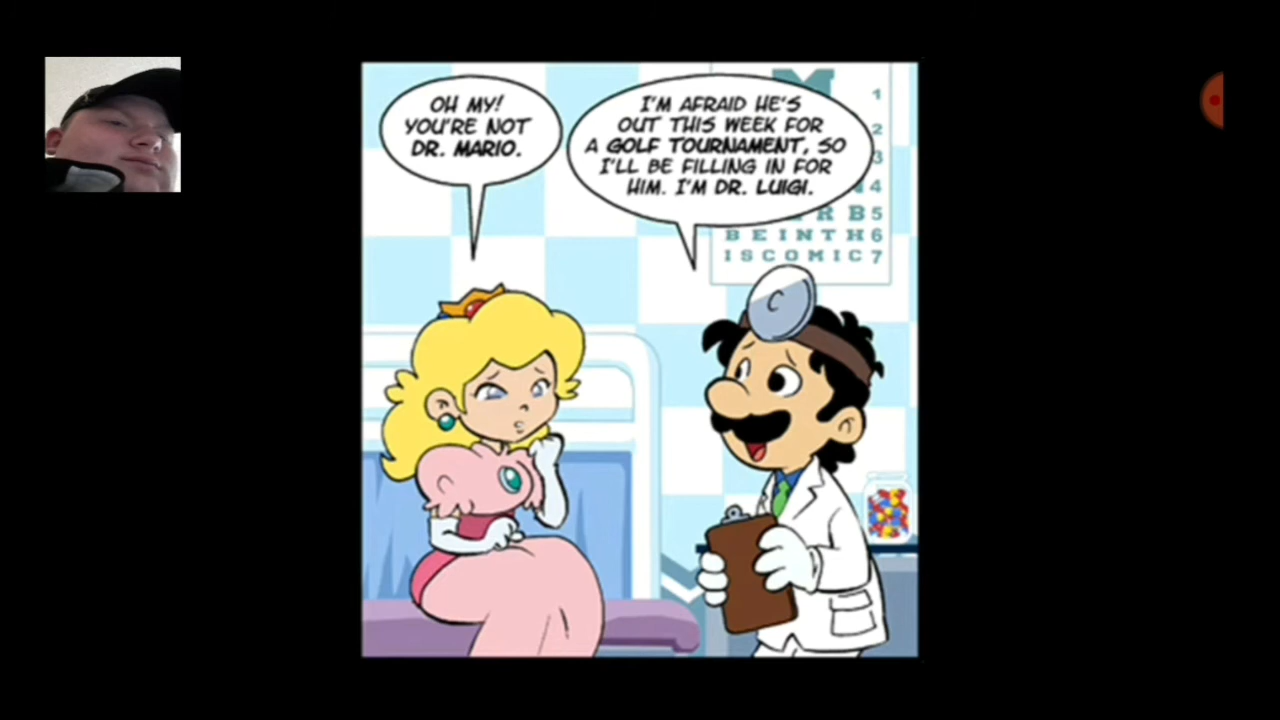 OH MY!
YOU'RE NOT
DR. MARIO.
I'M AFRAID HE'S
OUT THIS WEEK FOR
A GOLF TOURNAMENT, SO
I'LL BE FILLING IN FOR
HIM. I'M DR. LUIGI.
M 1
2
3
4
R B 5
B E I N T H 6
I S C O M I C 7